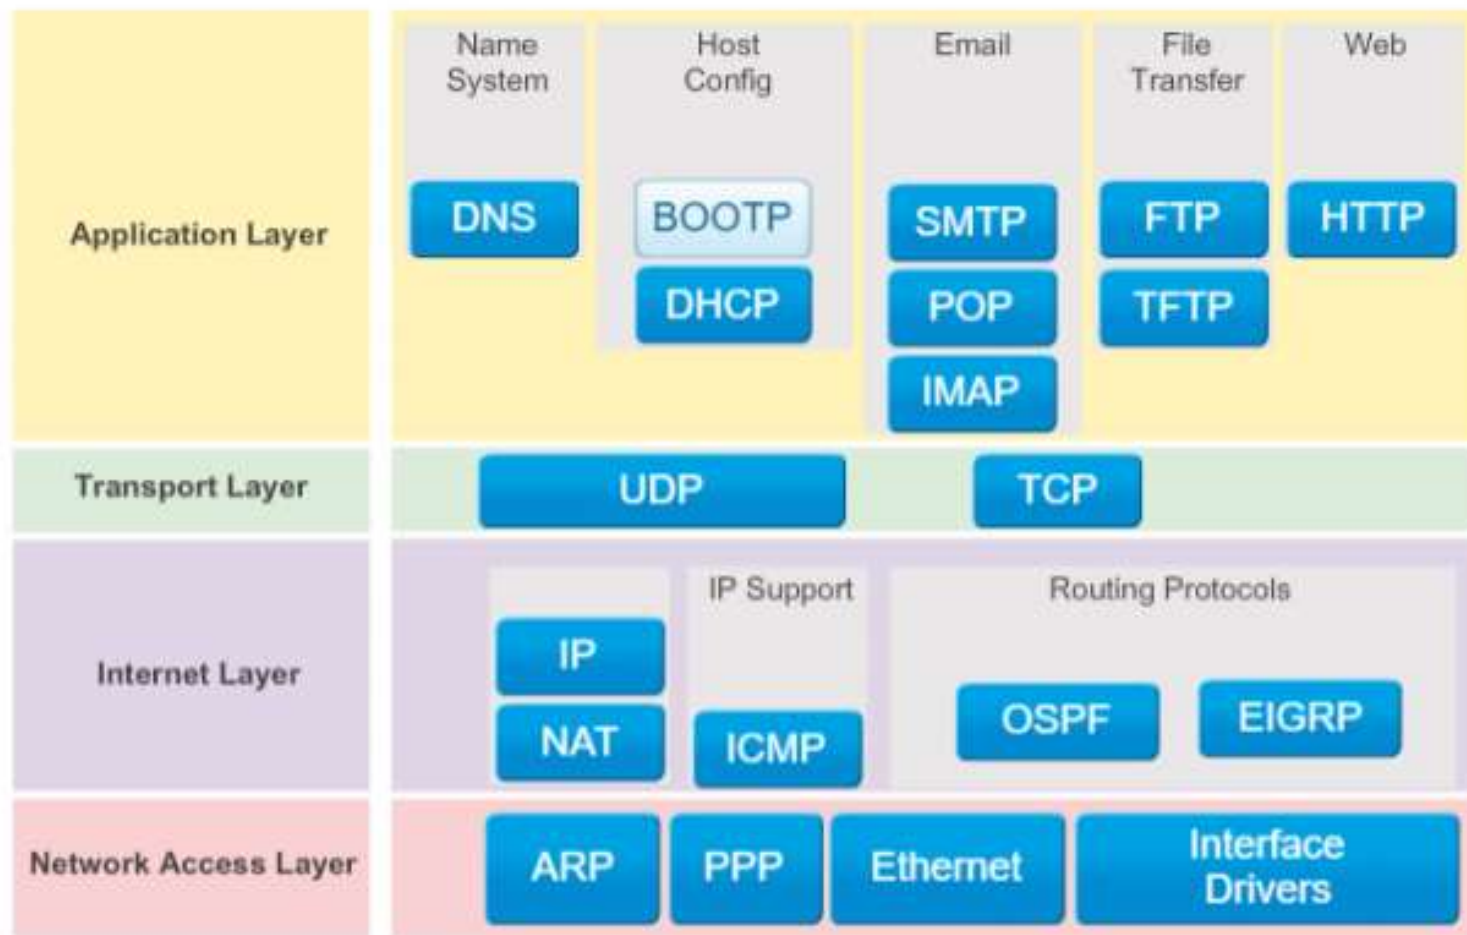 Name
System
Host
Config
Email
File
Transfer
Web
Application Layer
DNS
BOOTP
SMTP
FTP
HTTP
DHCP
POP
TFTP
IMAP
Transport Layer
UDP
TCP
Internet Layer
IP Support
Routing Protocols
IP
NAT
ICMP
OSPF
EIGRP
Network Access Layer
ARP
PPP
Ethernet
Interface
Drivers